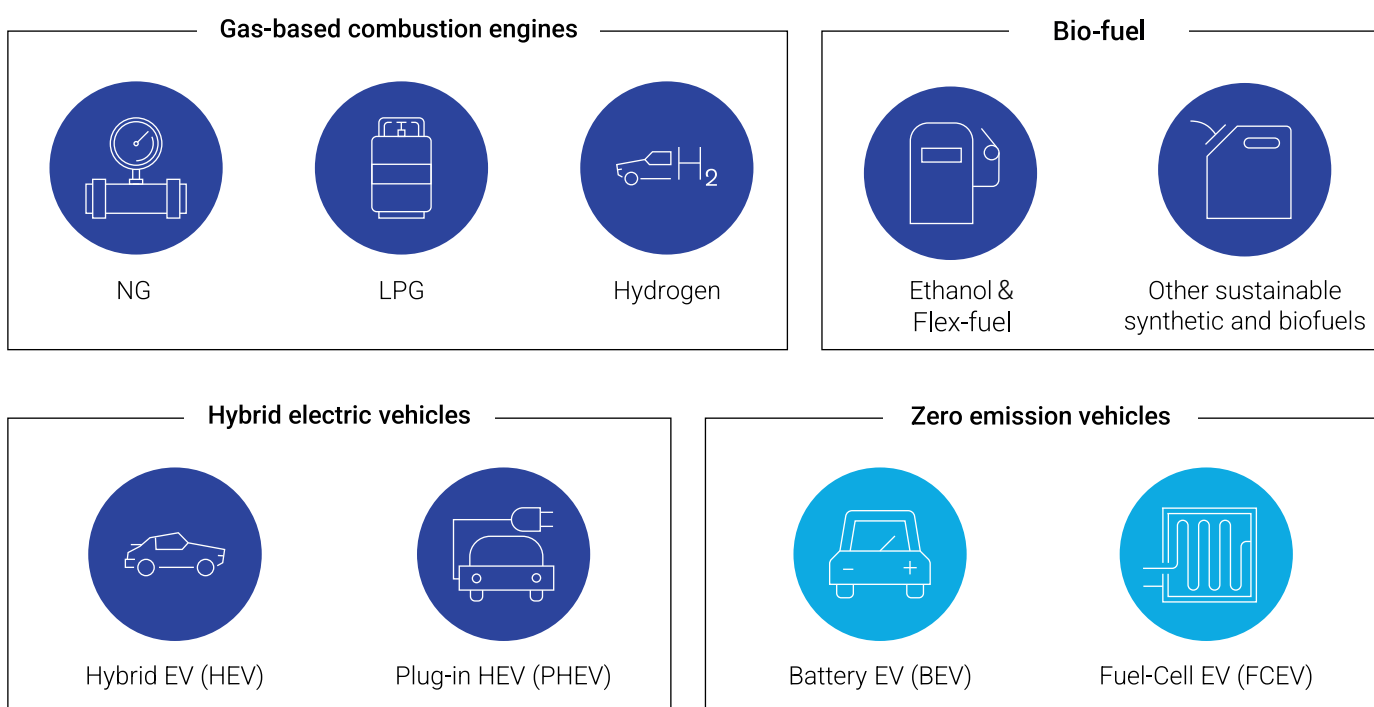 Gas-based combustion engines
H2
NG
LPG
Hydrogen
Bio-fuel
Ethanol &
Flex-fuel
Other sustainable
synthetic and biofuels
Hybrid electric vehicles
Hybrid EV (HEV)
Plug-in HEV (PHEV)
Zero emission vehicles
- +
Battery EV (BEV)
Fuel-Cell EV (FCEV)